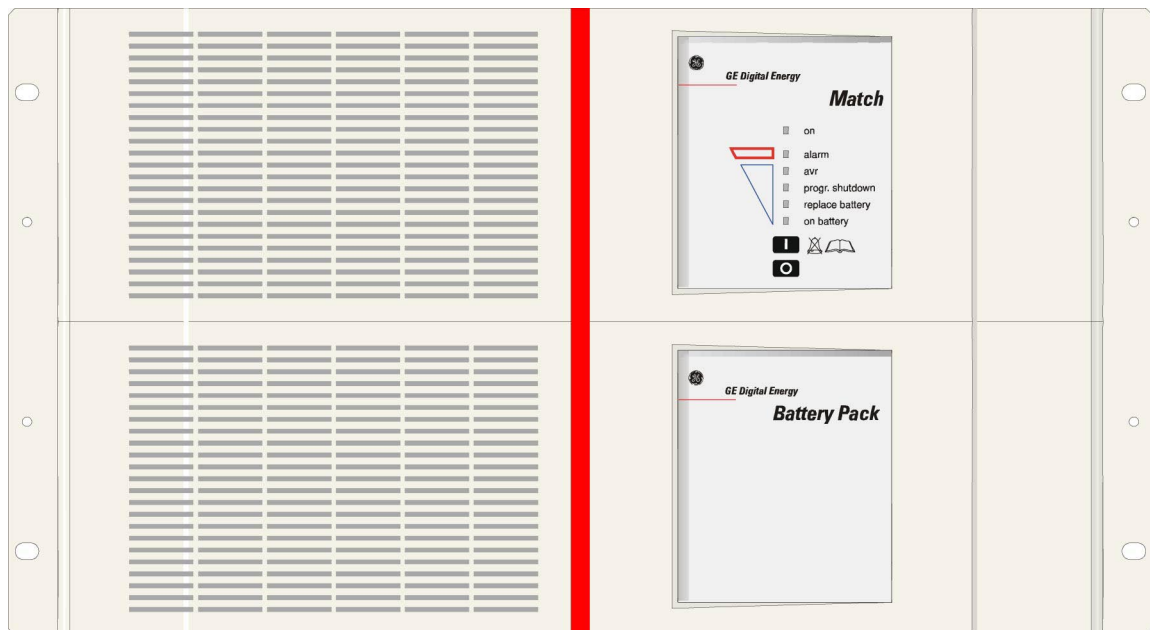 GE Digital Energy
Match
on
alarm
avr
progr. shutdown
replace battery
on battery
I
O
GE Digital Energy
Battery Pack